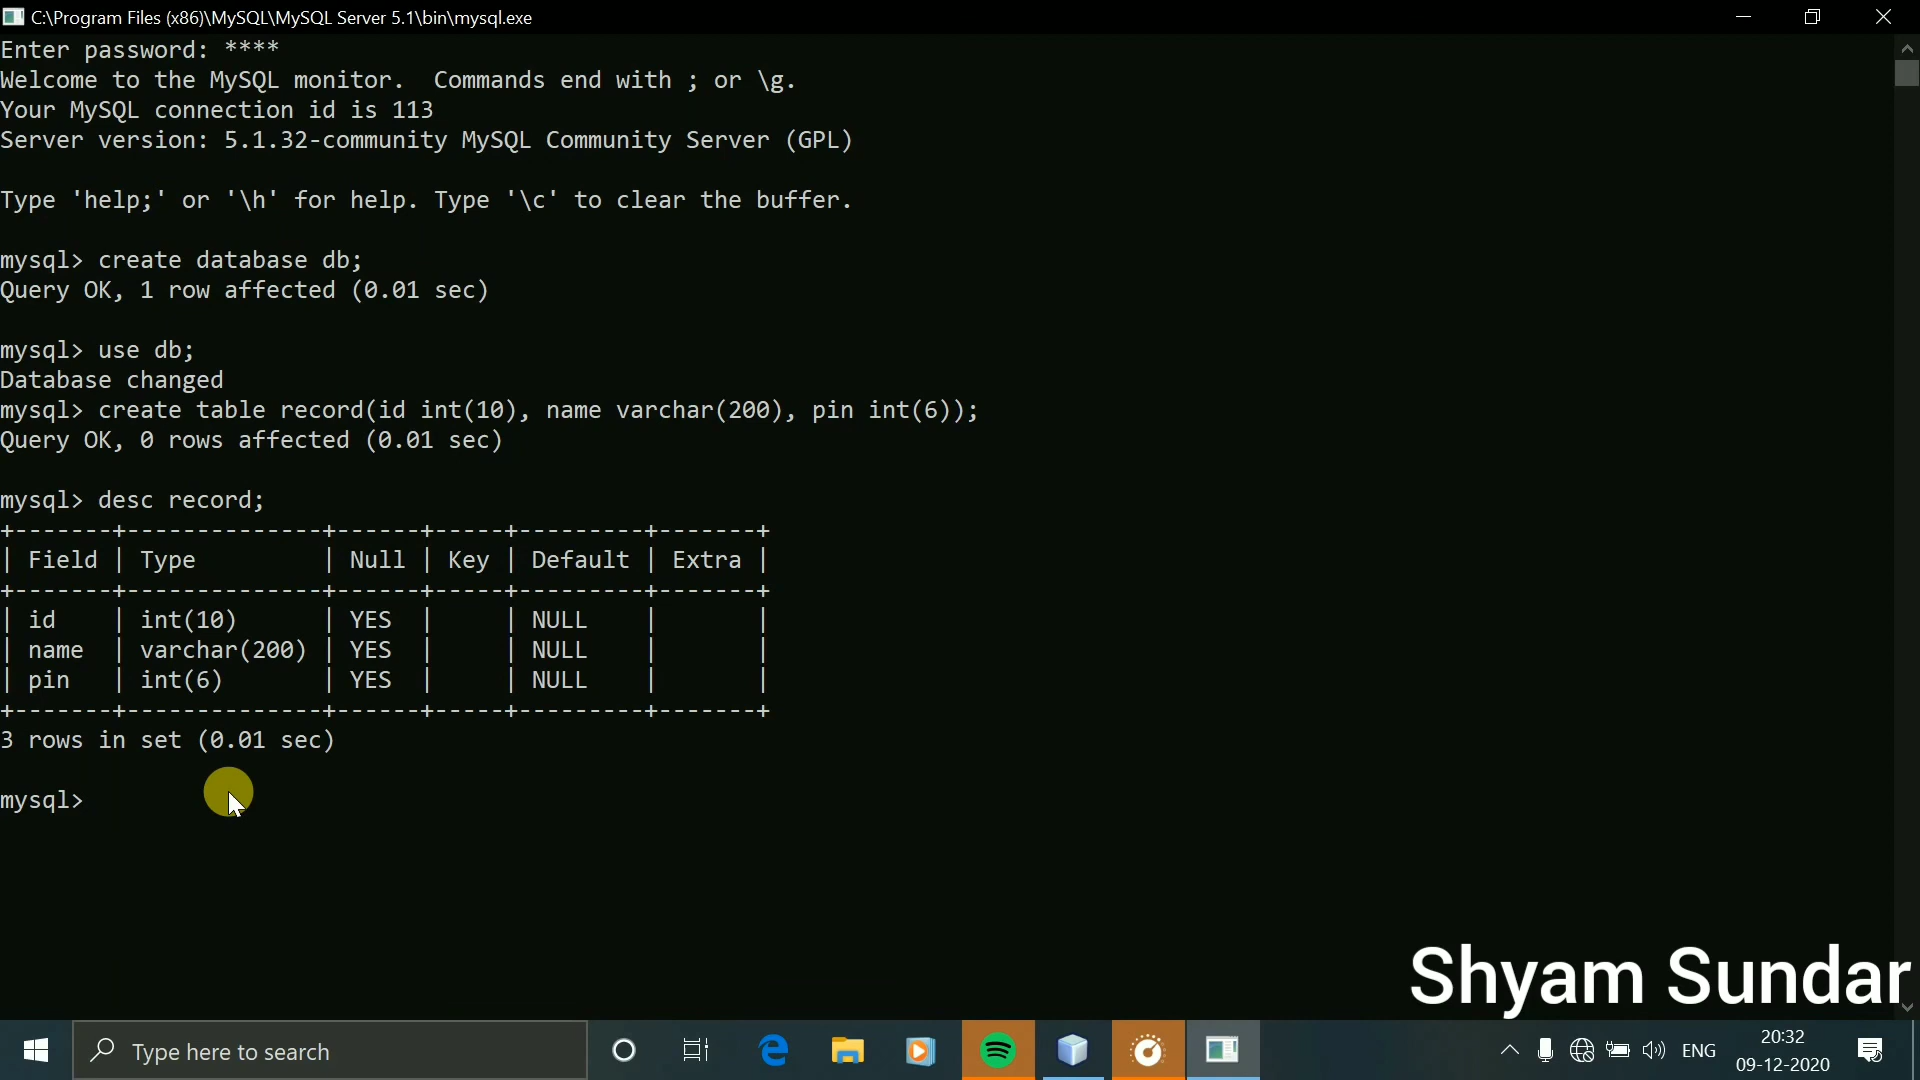 C:\Program Files (x86)\MySQL\MySQL Server 5.1\bin\mysql.exe
Enter password: ****
Welcome to the MySQL monitor.  Commands end with ; or \g.
Your MySQL connection id is 113
Server version: 5.1.32-community MySQL Community Server (GPL)
Type 'help;' or '\h' for help. Type '\c' to clear the buffer.
mysql> create database db;
Query OK, 1 row affected (0.01 sec)
mysql> use db;
Database changed
mysql> create table record(id int(10), name varchar(200), pin int(6));
Query OK, 0 rows affected (0.01 sec)
mysql> desc record;
+-------+--------------+------+-----+---------+-------+
| Field | Type         | Null | Key | Default | Extra |
+-------+--------------+------+-----+---------+-------+
| id    | int(10)      | YES  |     | NULL    |       |
| name  | varchar(200) | YES  |     | NULL    |       |
| pin   | int(6)       | YES  |     | NULL    |       |
+-------+--------------+------+-----+---------+-------+
3 rows in set (0.01 sec)
mysql>
Shyam Sundar
Type here to search
ENG
20:32
09-12-2020